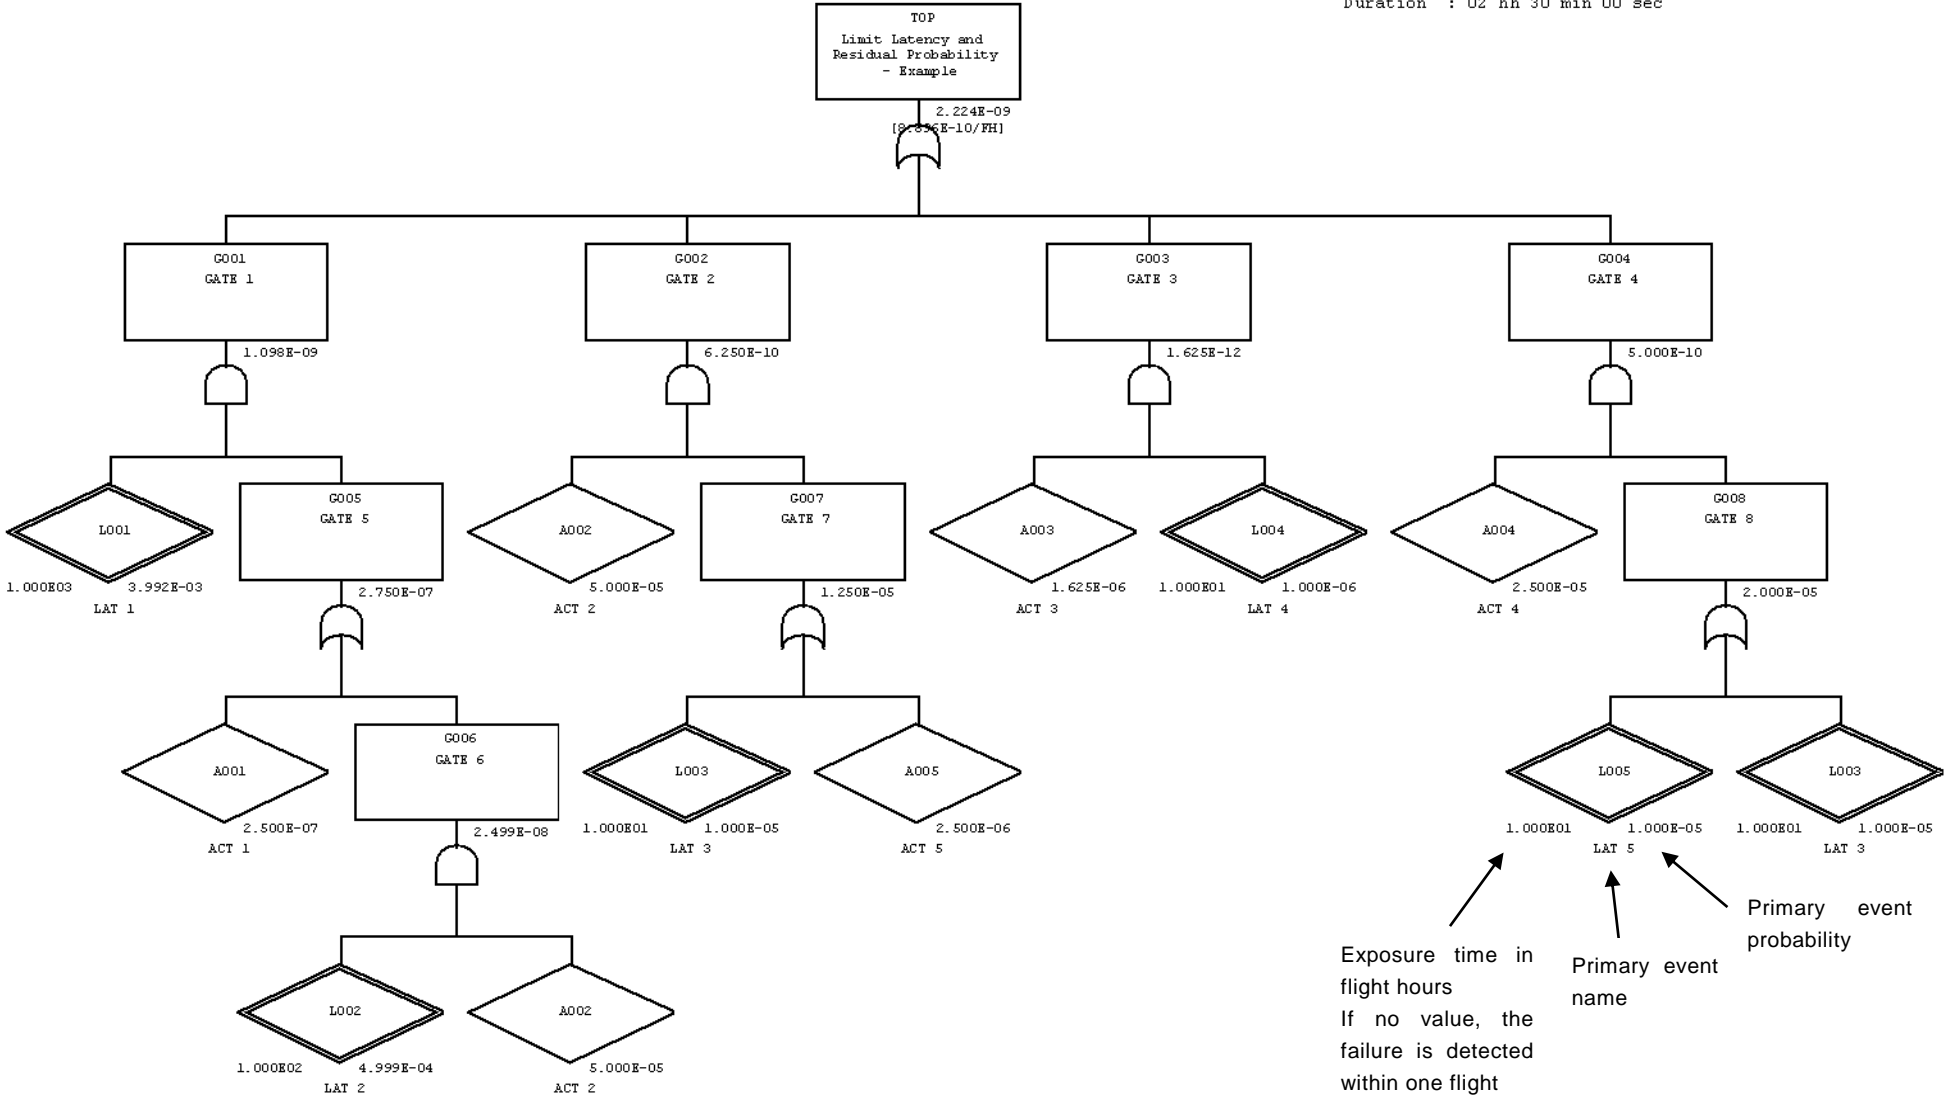 Duration : 02 hh 30 min 00 sec
TOP
Limit Latency and
Residual Probability
- Example
2.224E-09
[8.896E-10/FH]
G001
GATE 1
G002
GATE 2
G003
GATE 3
G004
GATE 4
1.098E-09
6.250E-10
1.625E-12
5.000E-10
L001
G005
GATE 5
A002
G007
GATE 7
A003
L004
A004
G008
GATE 8
1.000E03
3.992E-03
LAT 1
2.750E-07
5.000E-05
ACT 2
1.250E-05
1.625E-06
ACT 3
1.000E01
1.000E-06
LAT 4
2.500E-05
ACT 4
2.000E-05
A001
G006
GATE 6
L003
A005
L005
L003
2.500E-07
ACT 1
2.499E-08
1.000E01
1.000E-05
LAT 3
2.500E-06
ACT 5
1.000E01
1.000E-05
LAT 5
1.000E01
1.000E-05
LAT 3
L002
A002
1.000E02
4.999E-04
LAT 2
5.000E-05
ACT 2
Exposure time in
flight hours
If no value, the
failure is detected
within one flight
Primary event
name
Primary event
probability